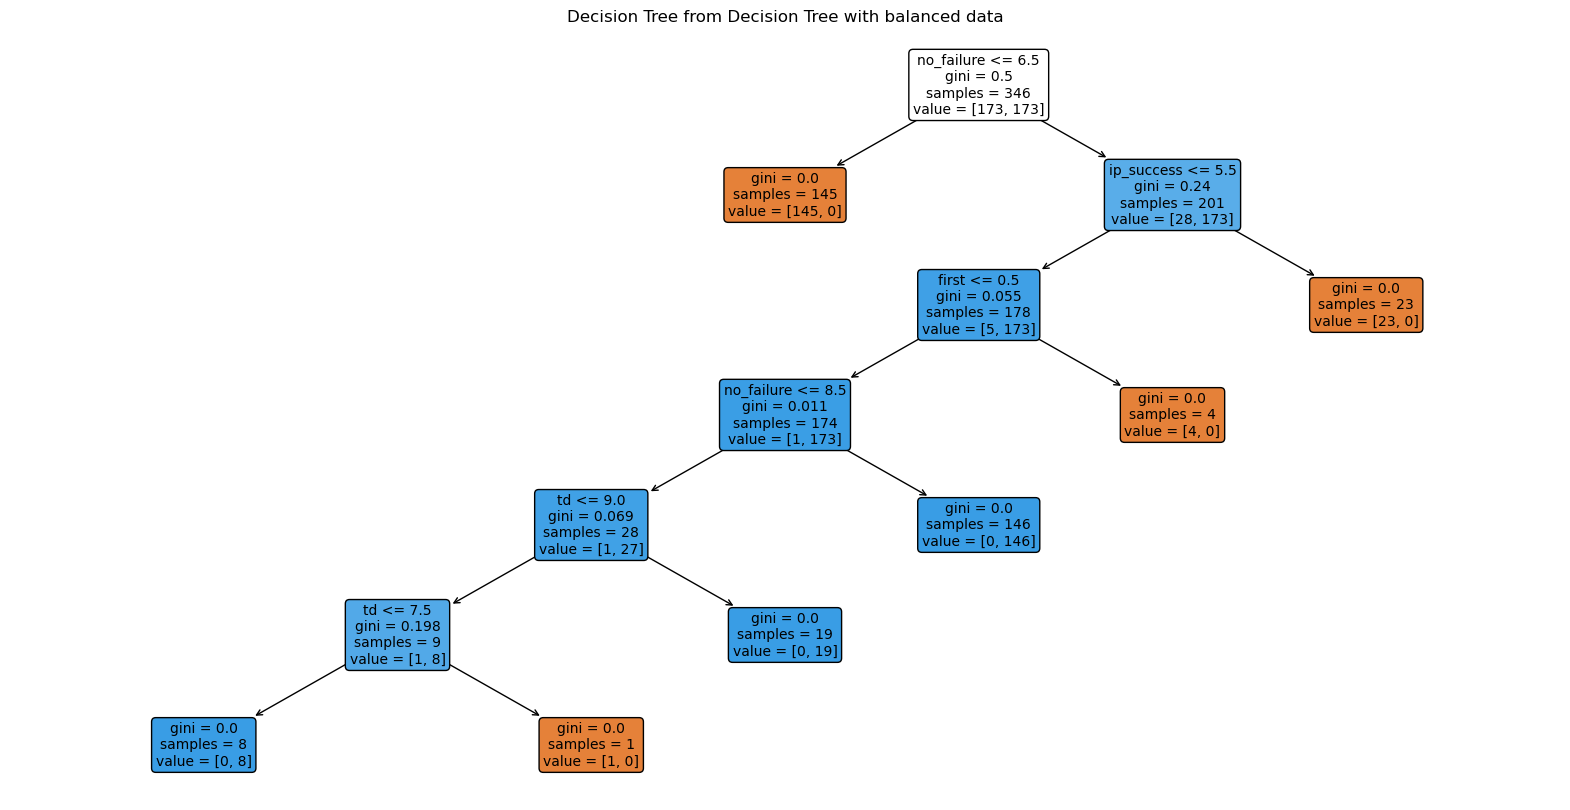 Decision Tree from Decision Tree with balanced data
no_failure <= 6.5
gini = 0.5
samples = 346
value = [173, 173]
gini = 0.0
samples = 145
value = [145, 0]
ip_success <= 5.5
gini = 0.24
samples = 201
value = [28, 173]
first <= 0.5
gini = 0.055
samples = 178
value = [5, 173]
gini = 0.0
samples = 23
value = [23, 0]
no_failure <= 8.5
gini = 0.011
samples = 174
value = [1, 173]
gini = 0.0
samples = 4
value = [4, 0]
td <= 9.0
gini = 0.069
samples = 28
value = [1, 27]
gini = 0.0
samples = 146
value = [0, 146]
td <= 7.5
gini = 0.198
samples = 9
value = [1, 8]
gini = 0.0
samples = 19
value = [0, 19]
gini = 0.0
samples = 8
value = [0, 8]
gini = 0.0
samples = 1
value = [1, 0]